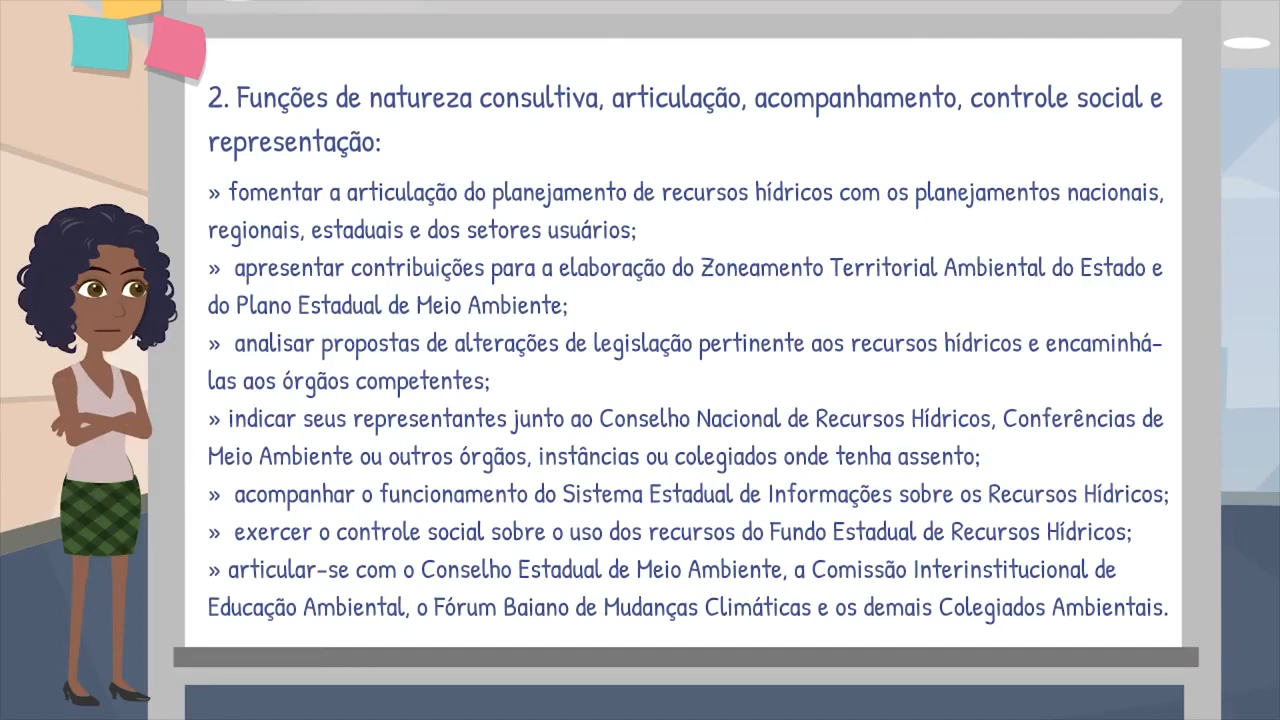 2. Funções de natureza consultiva, articulação, acompanhamento, controle social e
representação:
» fomentar a articulação do planejamento de recursos hídricos com os planejamentos nacionais,
regionais, estaduais e dos setores usuários;
» apresentar contribuições para a elaboração do Zoneamento Territorial Ambiental do Estado e
do Plano Estadual de Meio Ambiente;
» analisar propostas de alterações de legislação pertinente aos recursos hídricos e encaminhá-
las aos órgãos competentes;
» indicar seus representantes junto ao Conselho Nacional de Recursos Hídricos, Conferências de
Meio Ambiente ou outros órgãos, instâncias ou colegiados onde tenha assento;
» acompanhar o funcionamento do Sistema Estadual de Informações sobre os Recursos Hídricos;
» exercer o controle social sobre o uso dos recursos do Fundo Estadual de Recursos Hídricos;
» articular-se com o Conselho Estadual de Meio Ambiente, a Comissão Interinstitucional de
Educação Ambiental, o Fórum Baiano de Mudanças Climáticas e os demais Colegiados Ambientais.